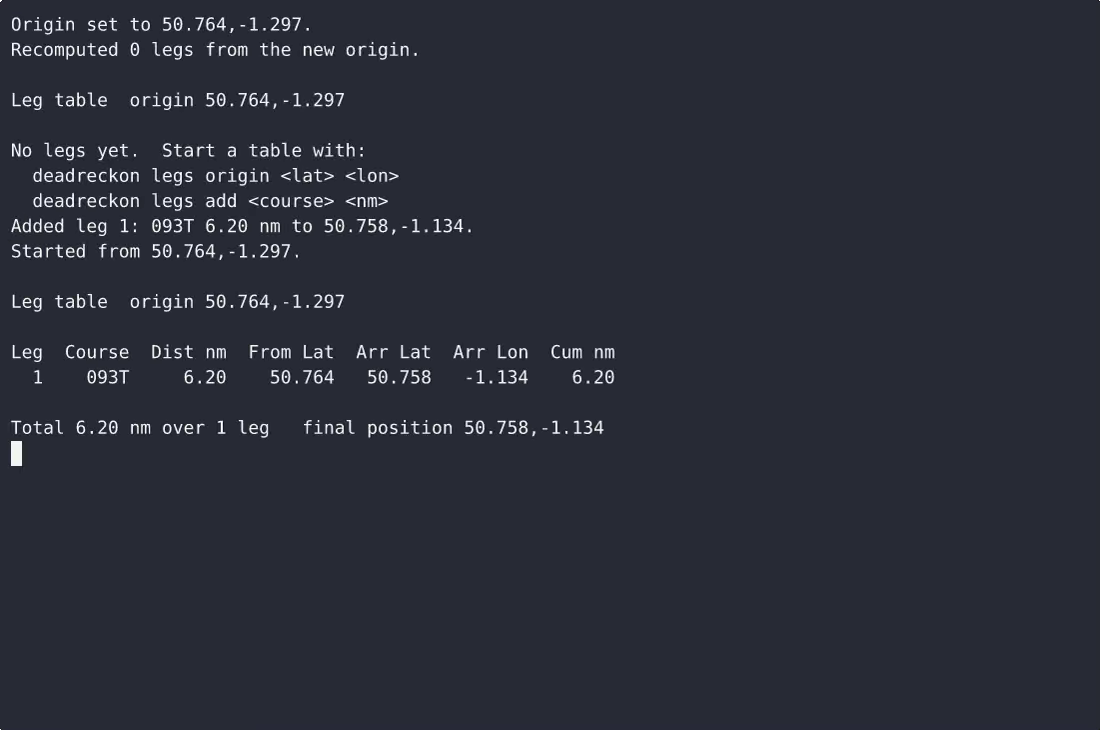 Origin set to 50.764,-1.297.
Recomputed 0 legs from the new origin.

Leg table  origin 50.764,-1.297

No legs yet.  Start a table with:
  deadreckon legs origin <lat> <lon>
  deadreckon legs add <course> <nm>
Added leg 1: 093T 6.20 nm to 50.758,-1.134.
Started from 50.764,-1.297.

Leg table  origin 50.764,-1.297

Leg  Course  Dist nm  From Lat  Arr Lat  Arr Lon  Cum nm
  1    093T     6.20    50.764   50.758   -1.134    6.20

Total 6.20 nm over 1 leg   final position 50.758,-1.134